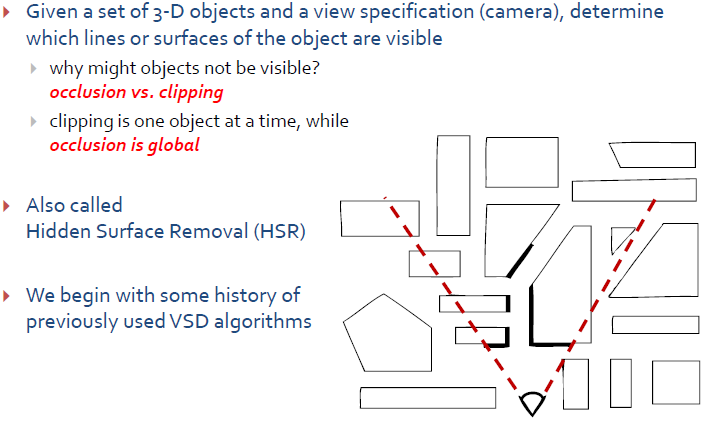 Given a set of 3-D objects and a view specification (camera), determine
which lines or surfaces of the object are visible
why might objects not be visible?
occlusion vs. clipping
clipping is one object at a time, while
occlusion is global
Also called
Hidden Surface Removal (HSR)
We begin with some history of
previously used VSD algorithms